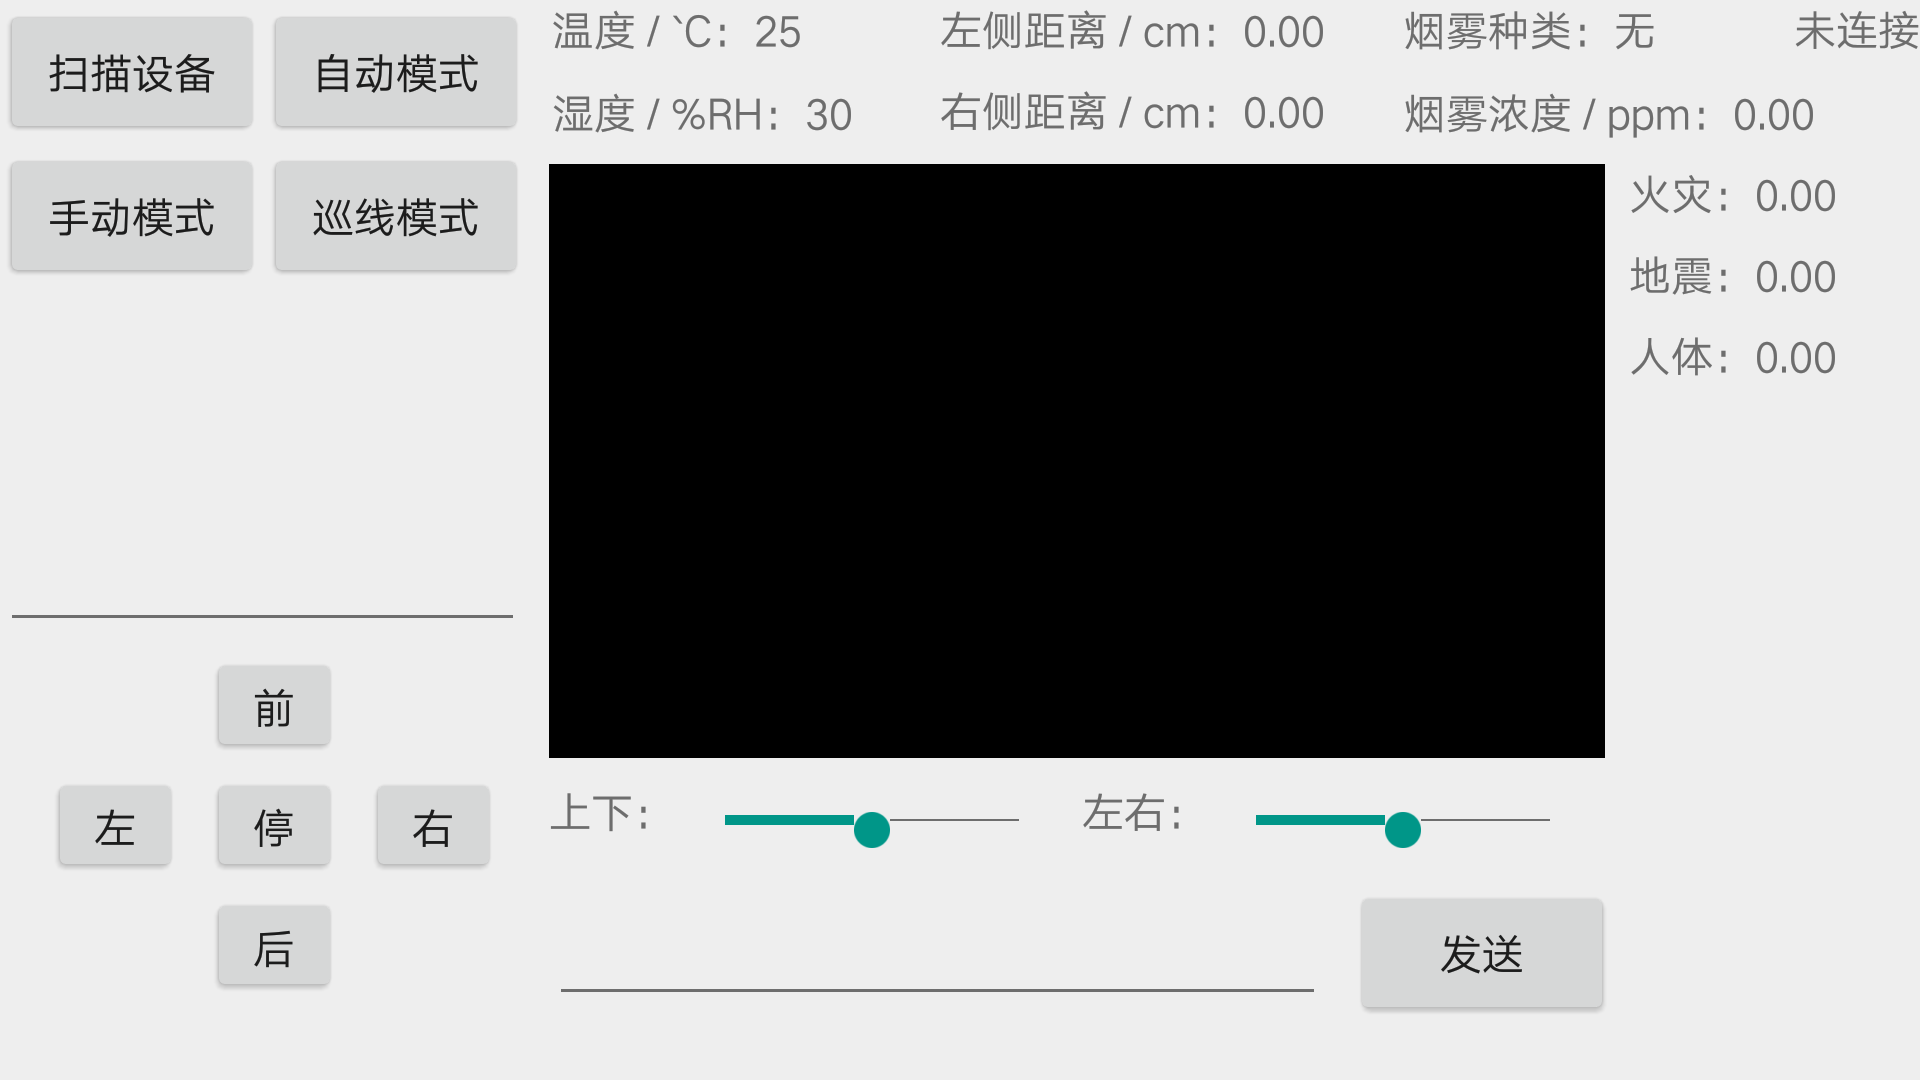 扫描设备 自动模式
手动模式 巡线模式
温度 / `C: 25 左侧距离 / cm: 0.00 烟雾种类: 无 未连接
湿度 / %RH: 30 右侧距离 / cm: 0.00 烟雾浓度 / ppm: 0.00
火灾: 0.00
地震: 0.00
人体: 0.00
前
左 停 右
后
上下: 左右:
发送